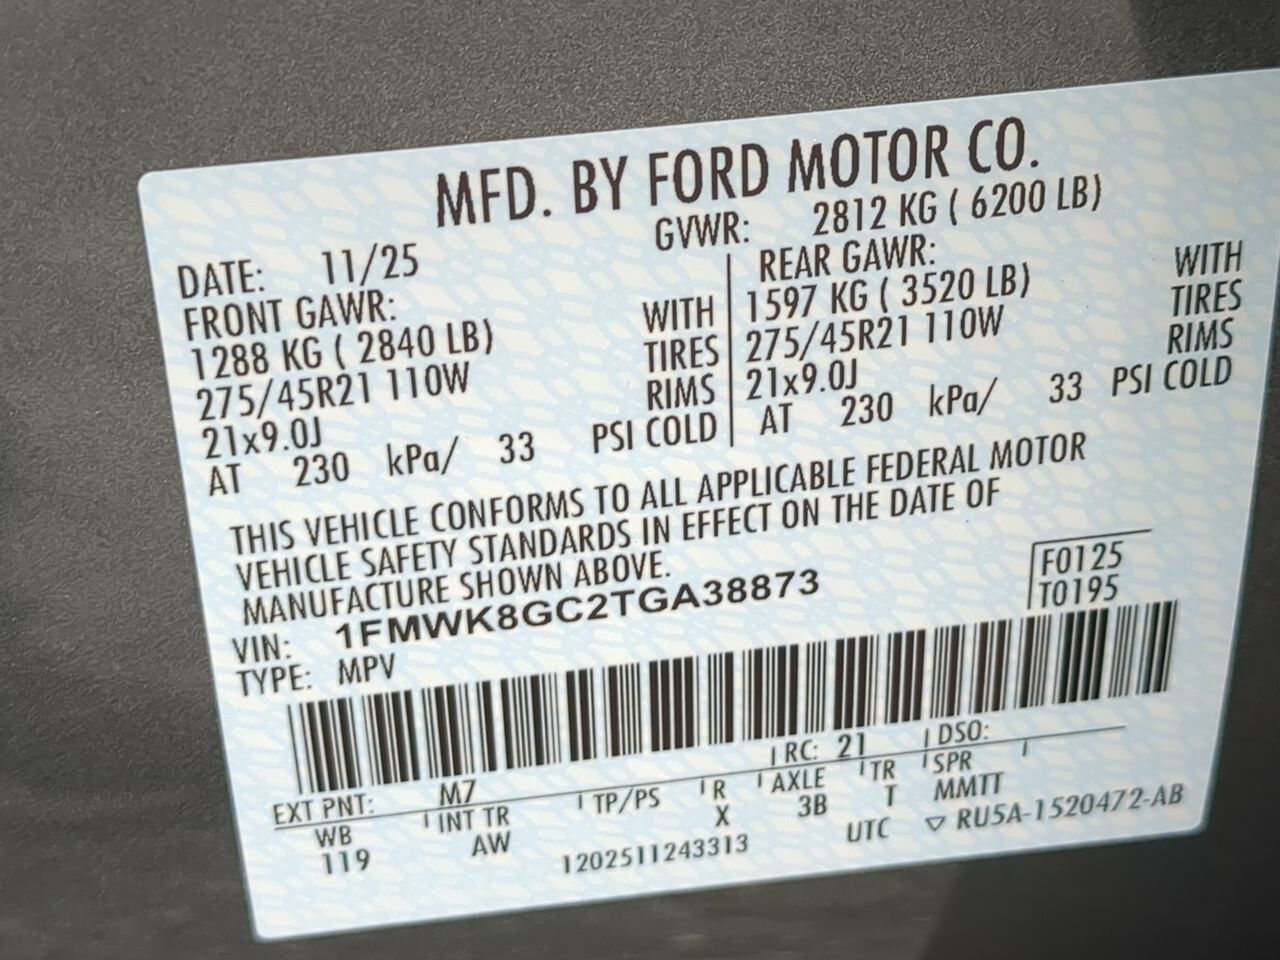 MFD. BY FORD MOTOR CO.
DATE: 11/25 GVWR: 2812 KG ( 6200 LB)
FRONT GAWR: REAR GAWR:
1288 KG ( 2840 LB) WITH 1597 KG ( 3520 LB) WITH
275/45R21 110W TIRES 275/45R21 110W TIRES
21x9.0J RIMS 21x9.0J RIMS
AT 230 kPa/ 33 PSI COLD AT 230 kPa/ 33 PSI COLD
THIS VEHICLE CONFORMS TO ALL APPLICABLE FEDERAL MOTOR
VEHICLE SAFETY STANDARDS IN EFFECT ON THE DATE OF
MANUFACTURE SHOWN ABOVE.
VIN: 1FMWK8GC2TGA38873 F0125
TYPE: MPV T0195
EXT PNT: M7 RC: 21 DSO:
WB INT TR TP/PS R AXLE TR SPR
119 AW X 3B T MMTT
1202511243313 UTC ▽ RU5A-1520472-AB